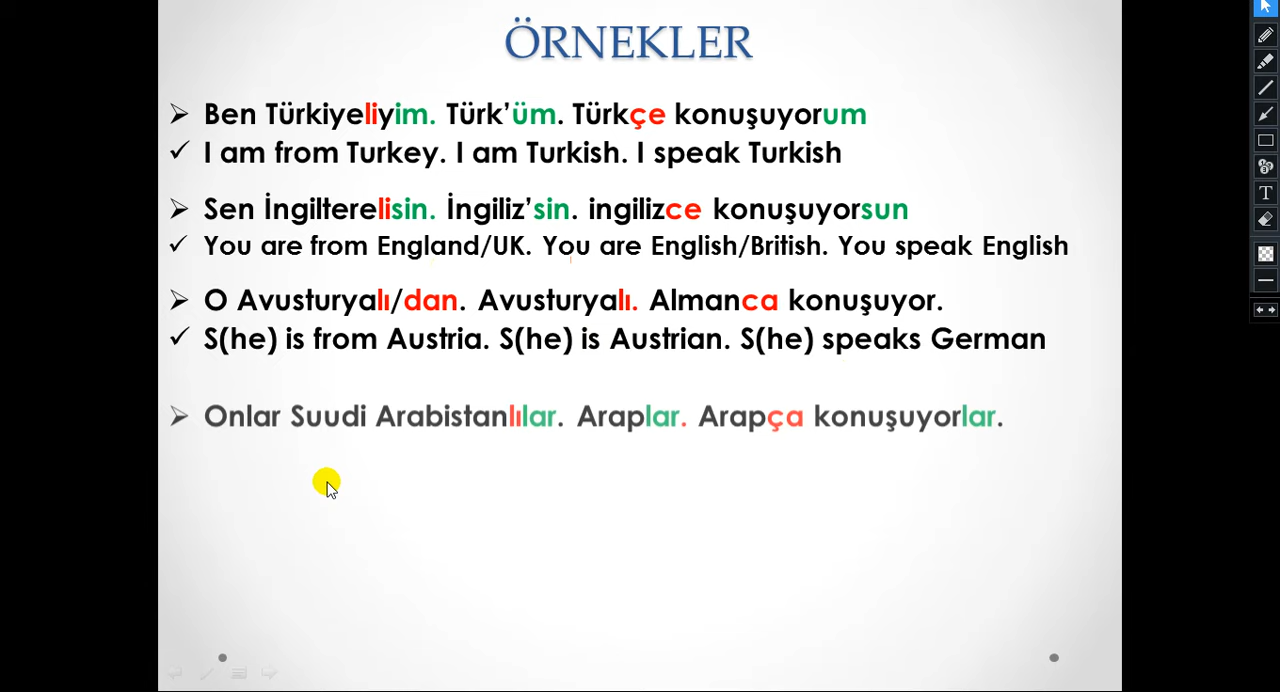 ÖRNEKLER
Ben Türkiyeliyim. Türk’üm. Türkçe konuşuyorum
I am from Turkey. I am Turkish. I speak Turkish
Sen İngilterelisin. İngiliz’sin. ingilizce konuşuyorsun
You are from England/UK. You are English/British. You speak English
O Avusturyalı/dan. Avusturyalı. Almanca konuşuyor.
S(he) is from Austria. S(he) is Austrian. S(he) speaks German
Onlar Suudi Arabistanlılar. Araplar. Arapça konuşuyorlar.